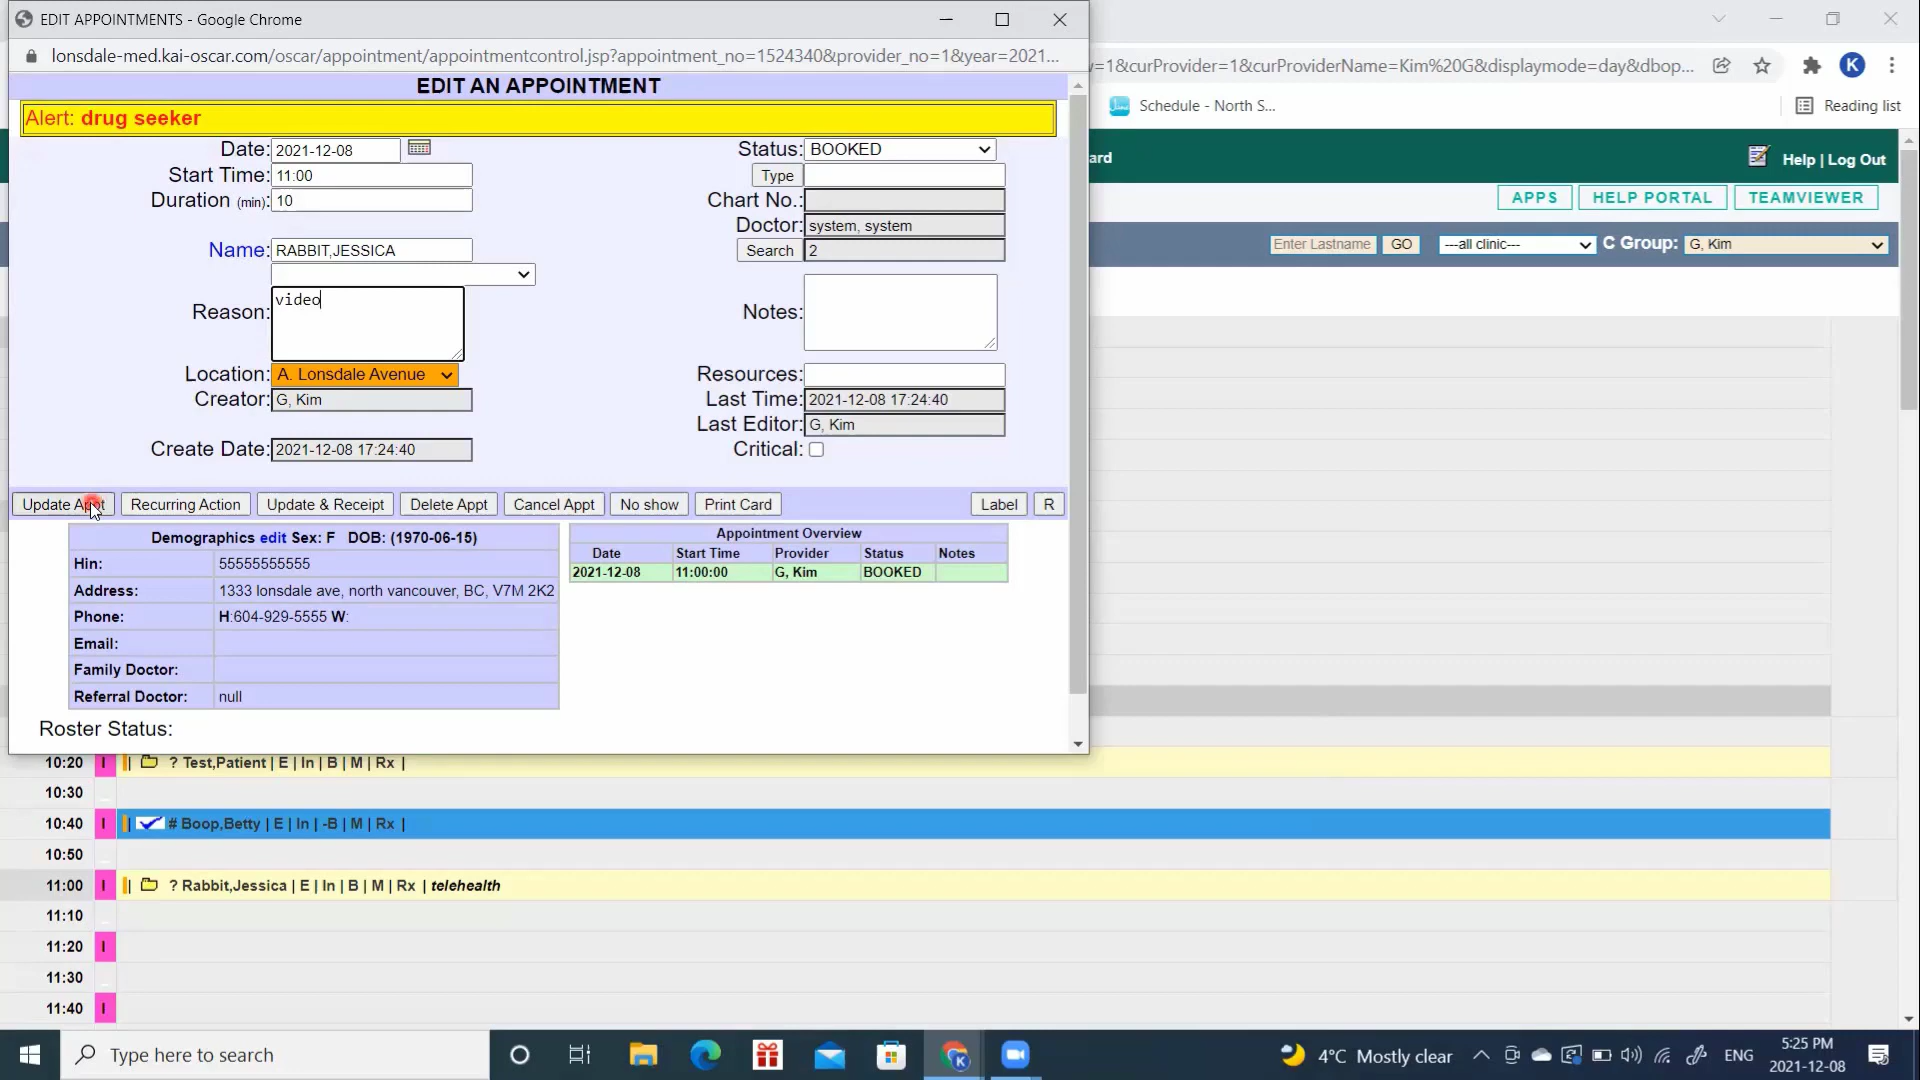 EDIT APPOINTMENTS - Google Chrome
lonsdale-med.kai-oscar.com/oscar/appointment/appointmentcontrol.jsp?appointment_no=1524340&provider_no=1&year=2021...
=1&curProvider=1&curProviderName=Kim%20G&displaymode=day&dbop...
K
EDIT AN APPOINTMENT
Schedule - North S...
Reading list
Alert: drug seeker
Date: 2021-12-08
Status: BOOKED
ard
Help | Log Out
Start Time: 11:00
Type
Duration (min): 10
Chart No.:
APPS
HELP PORTAL
TEAMVIEWER
Doctor: system, system
Name: RABBIT,JESSICA
Search 2
Enter Lastname
GO
---all clinic---
C Group:
G, Kim
Reason: video
Notes:
Location: A. Lonsdale Avenue
Resources:
Creator: G, Kim
Last Time: 2021-12-08 17:24:40
Last Editor: G, Kim
Create Date: 2021-12-08 17:24:40
Critical:
Update Appt
Recurring Action
Update & Receipt
Delete Appt
Cancel Appt
No show
Print Card
Label
R
Demographics edit Sex: F DOB: (1970-06-15)
Hin: 55555555555
Address: 1333 lonsdale ave, north vancouver, BC, V7M 2K2
Phone: H:604-929-5555 W:
Email:
Family Doctor:
Referral Doctor: null
Appointment Overview
Date Start Time Provider Status Notes
2021-12-08 11:00:00 G, Kim BOOKED
Roster Status:
10:20 I | ? Test,Patient | E | In | B | M | Rx |
10:30
10:40 I | # Boop,Betty | E | In | -B | M | Rx |
10:50
11:00 I | ? Rabbit,Jessica | E | In | B | M | Rx | telehealth
11:10
11:20 I
11:30
11:40 I
Type here to search
K
4°C Mostly clear
ENG
5:25 PM
2021-12-08